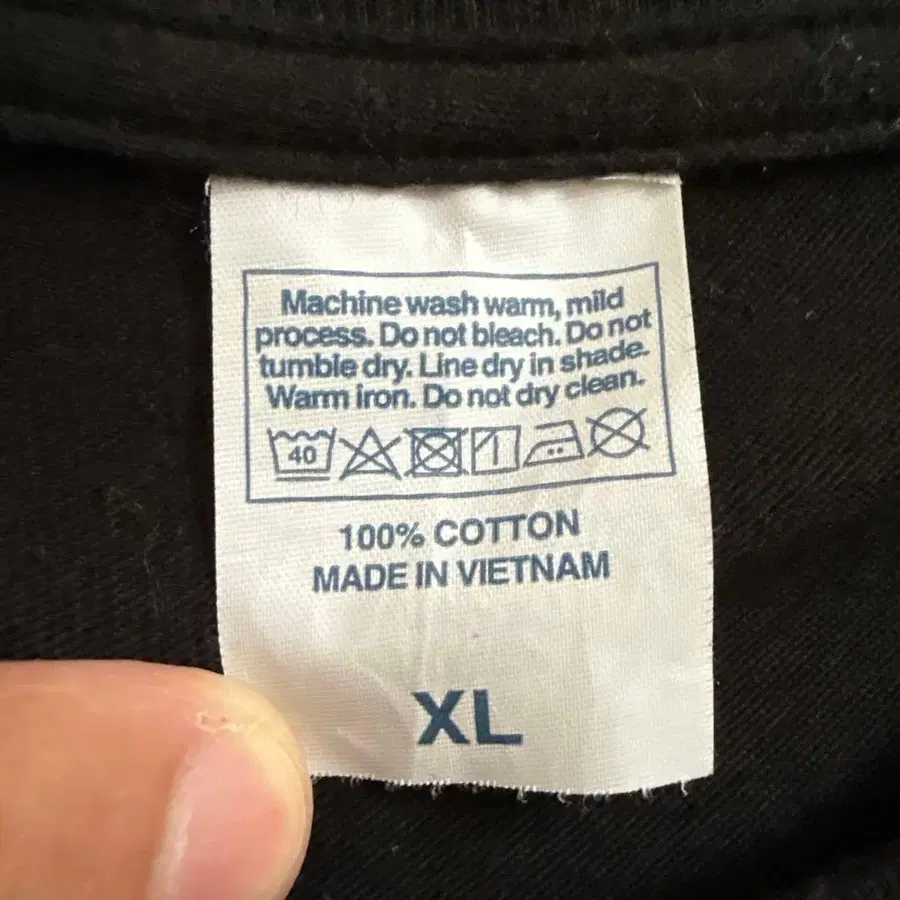 Machine wash warm, mild
process. Do not bleach. Do not
tumble dry. Line dry in shade.
Warm iron. Do not dry clean.
40
100% COTTON
MADE IN VIETNAM
XL